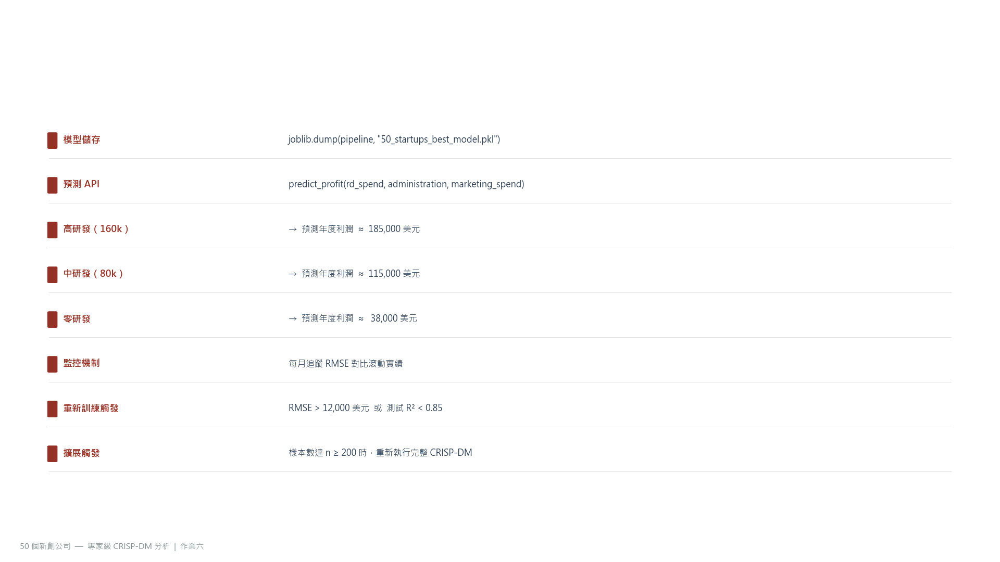 模型儲存 joblib.dump(pipeline, "50_startups_best_model.pkl")
預測 API predict_profit(rd_spend, administration, marketing_spend)
高研發（160k） → 預測年度利潤 ≈ 185,000 美元
中研發（80k） → 預測年度利潤 ≈ 115,000 美元
零研發 → 預測年度利潤 ≈ 38,000 美元
監控機制 每月追蹤 RMSE 對比滾動實績
重新訓練觸發 RMSE > 12,000 美元 或 測試 R² < 0.85
擴展觸發 樣本數達 n ≥ 200 時，重新執行完整 CRISP-DM
50 個新創公司 — 專家級 CRISP-DM 分析｜作業六